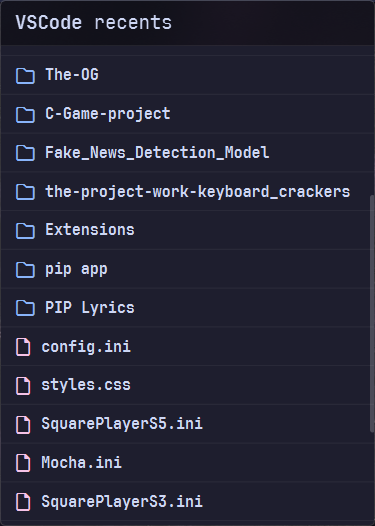 VSCode recents
The-OG
C-Game-project
Fake_News_Detection_Model
the-project-work-keyboard_crackers
Extensions
pip app
PIP Lyrics
config.ini
styles.css
SquarePlayerS5.ini
Mocha.ini
SquarePlayerS3.ini